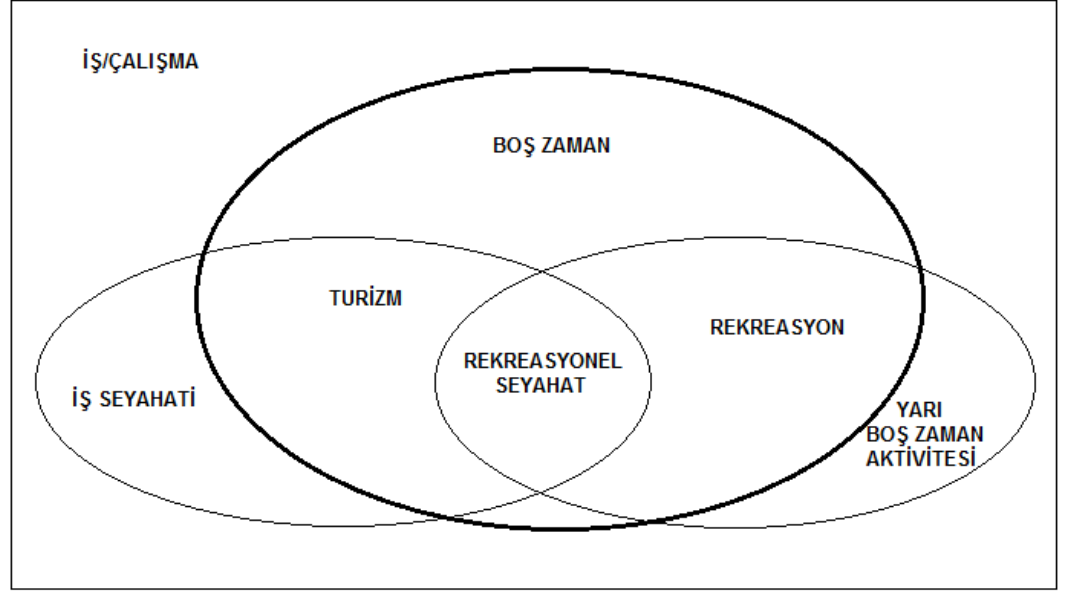 İŞ/ÇALIŞMA
BOŞ ZAMAN
TURİZM
REKREASYON
REKREASYONEL
SEYAHAT
İŞ SEYAHATİ
YARI
BOŞ ZAMAN
AKTİVİTESİ